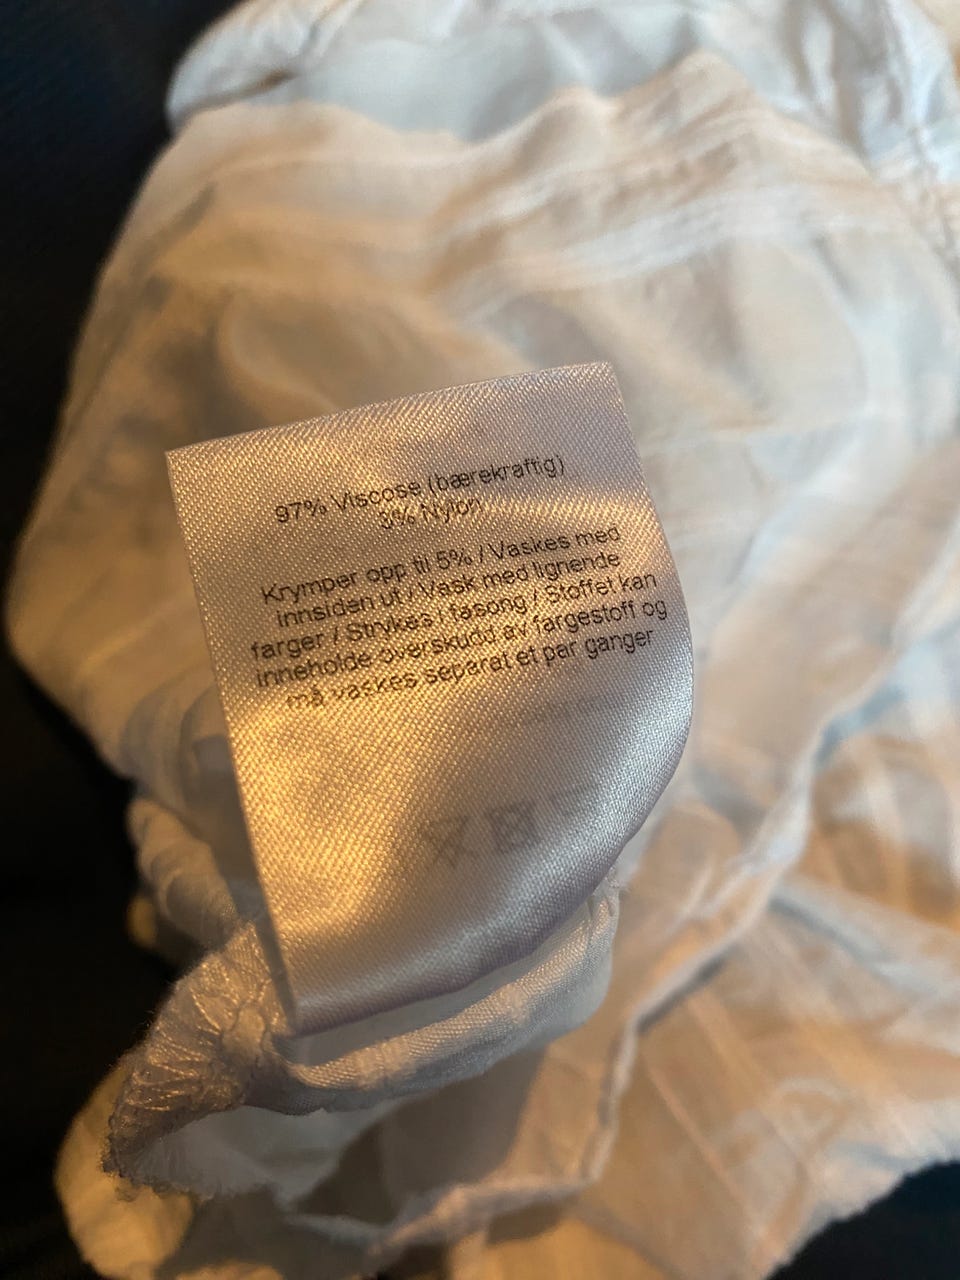 97% Viscose (bærekraftig)
3% Nylon
Krymper opp til 5% / Vaskes med
innsiden ut / Vask med lignende
farger / Strykes i fasong / Stoffet kan
inneholde overskudd av fargestoff og
må vaskes separat et par ganger